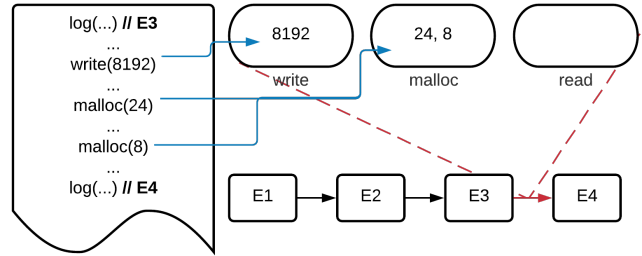 log(...) // E3
...
write(8192)
...
malloc(24)
...
malloc(8)
...
log(...) // E4
8192
24, 8
write
malloc
read
E1
E2
E3
E4